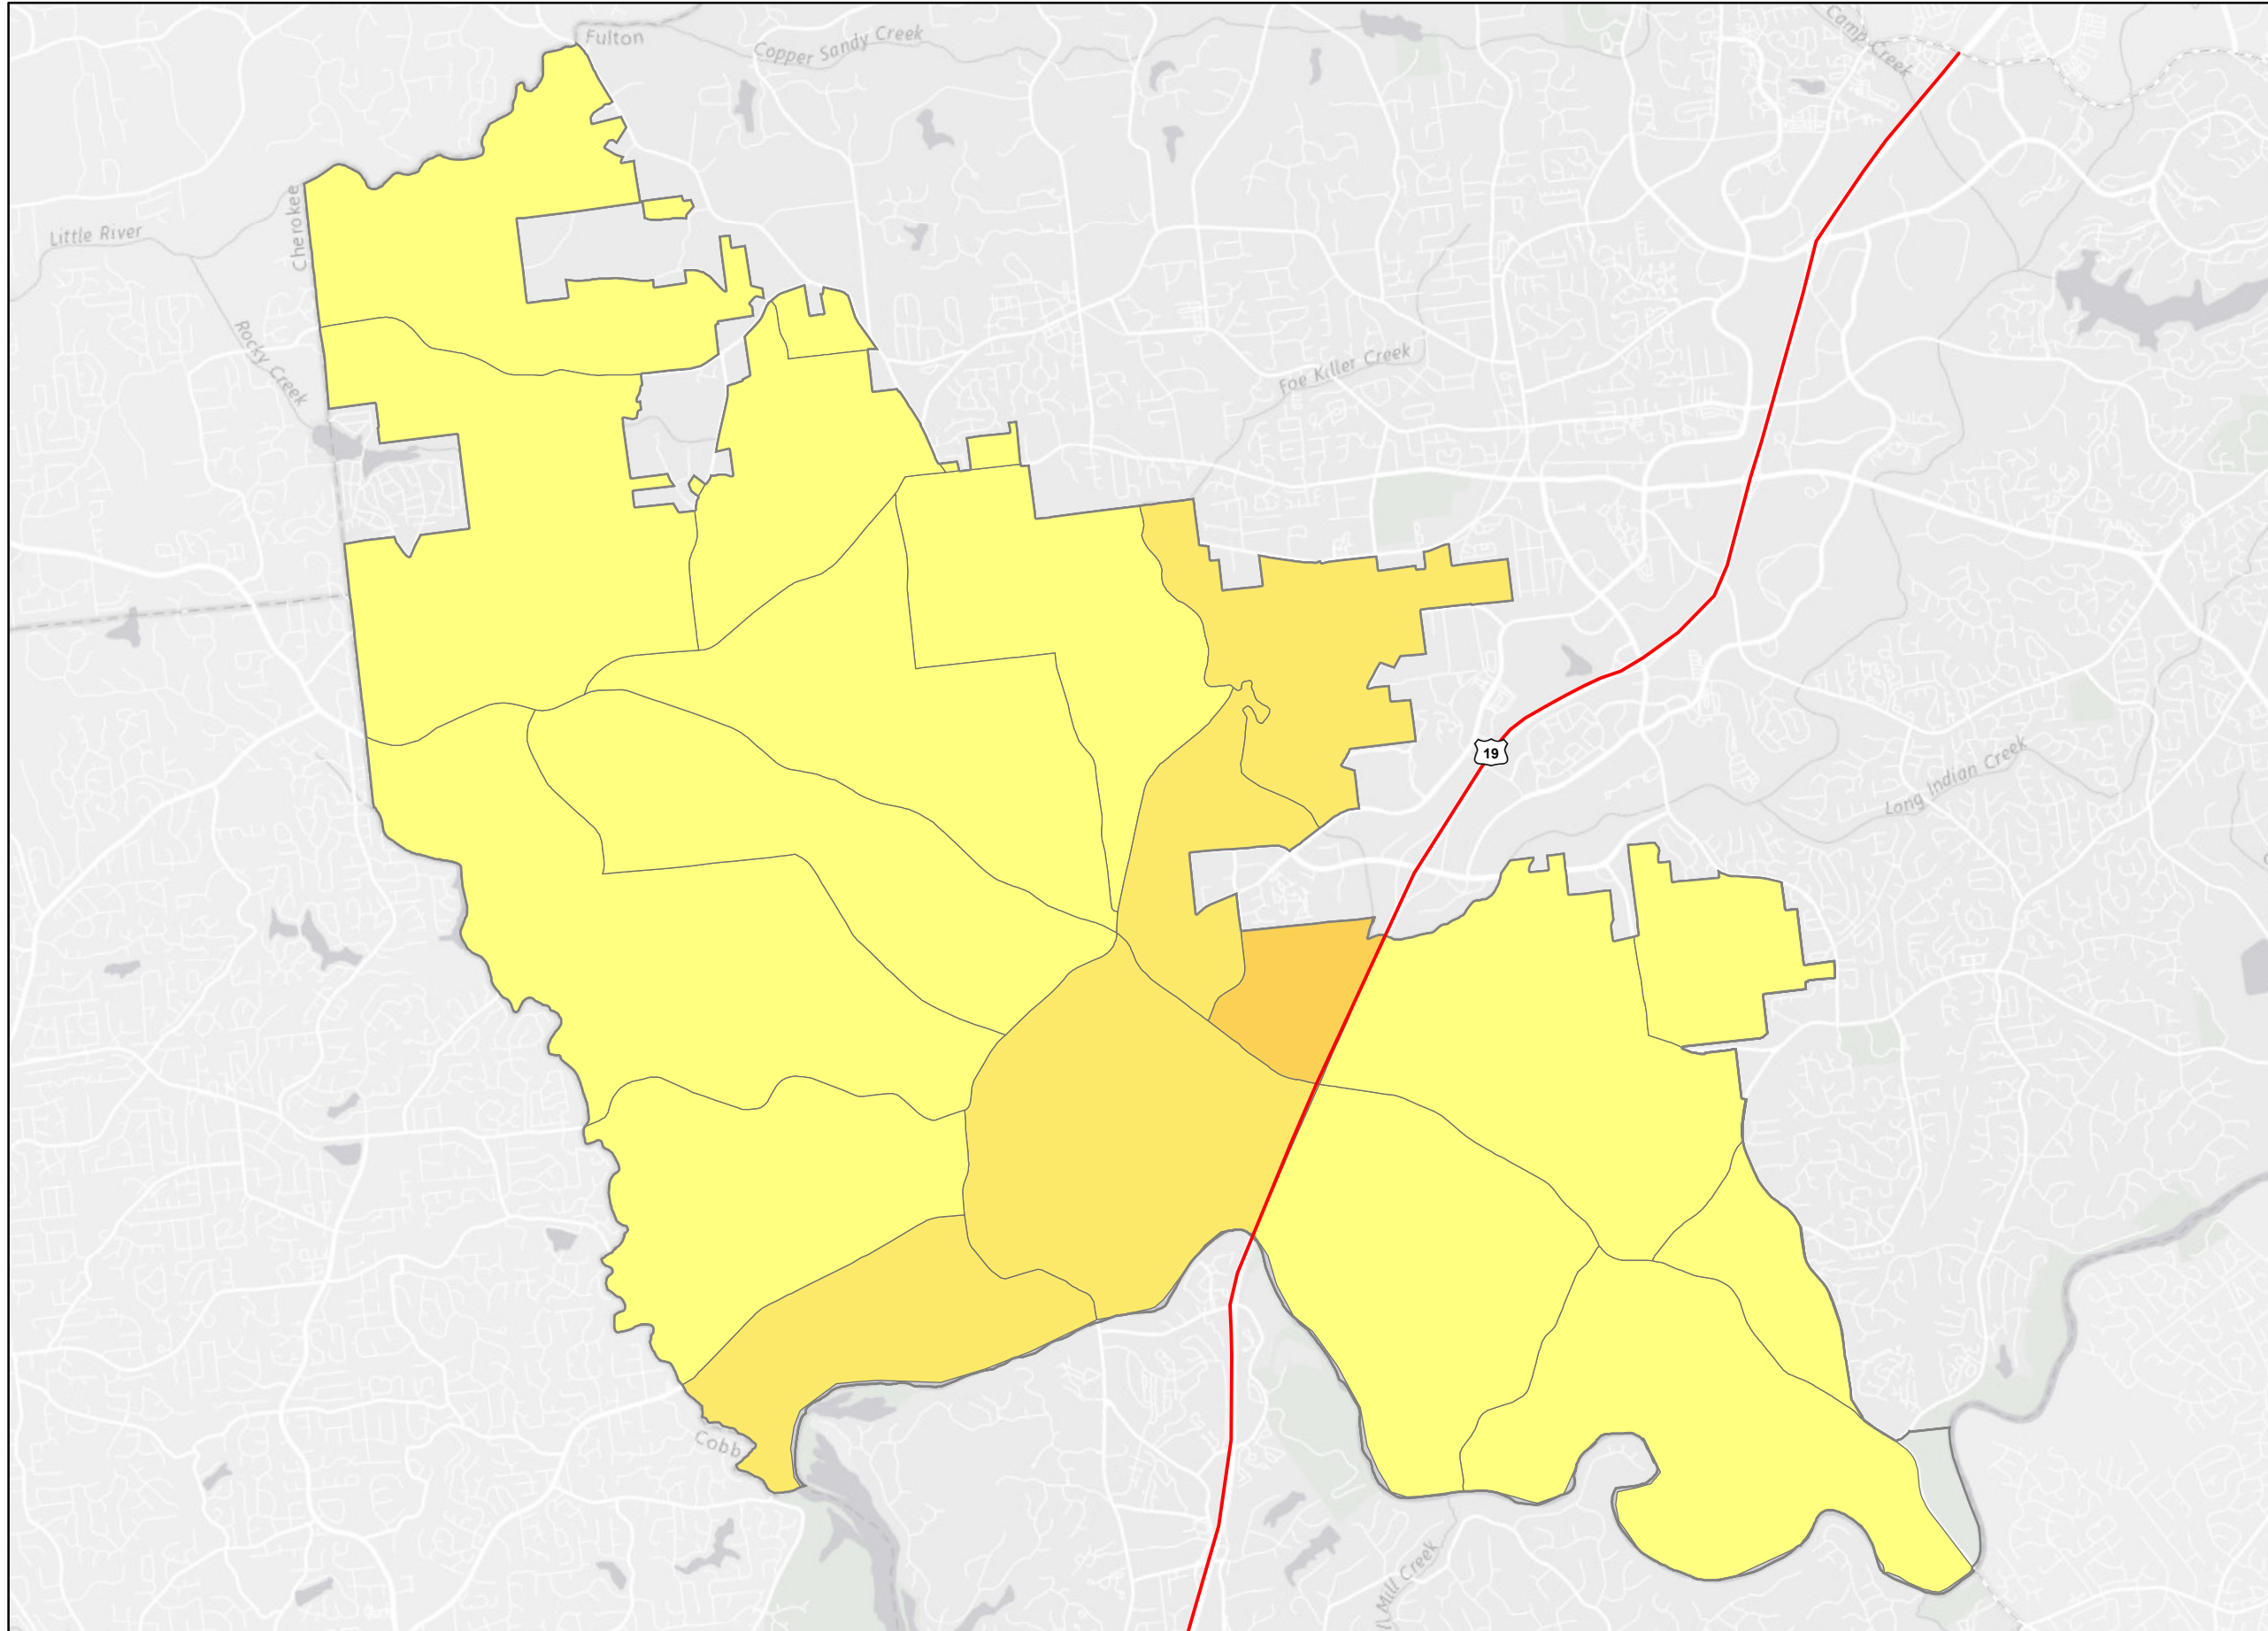 Fulton
Copper Sandy Creek
Camp Creek
Cherokee
Little River
Rocky Creek
Foe Killer Creek
19
Long Indian Creek
Cobb
Mill Creek